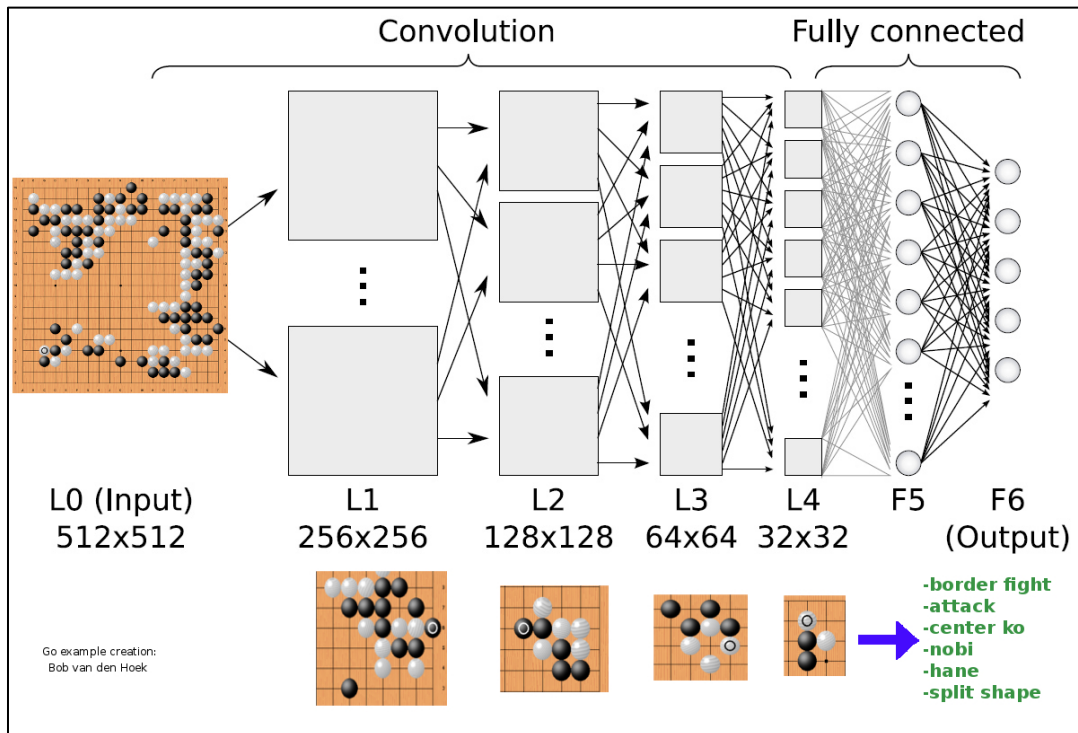 Convolution
Fully connected
L0 (Input)
512x512
L1
256x256
L2
128x128
L3
64x64
L4
32x32
F5
F6
(Output)
-border fight
-attack
-center ko
-nobi
-hane
-split shape
Go example creation:
Bob van den Hoek